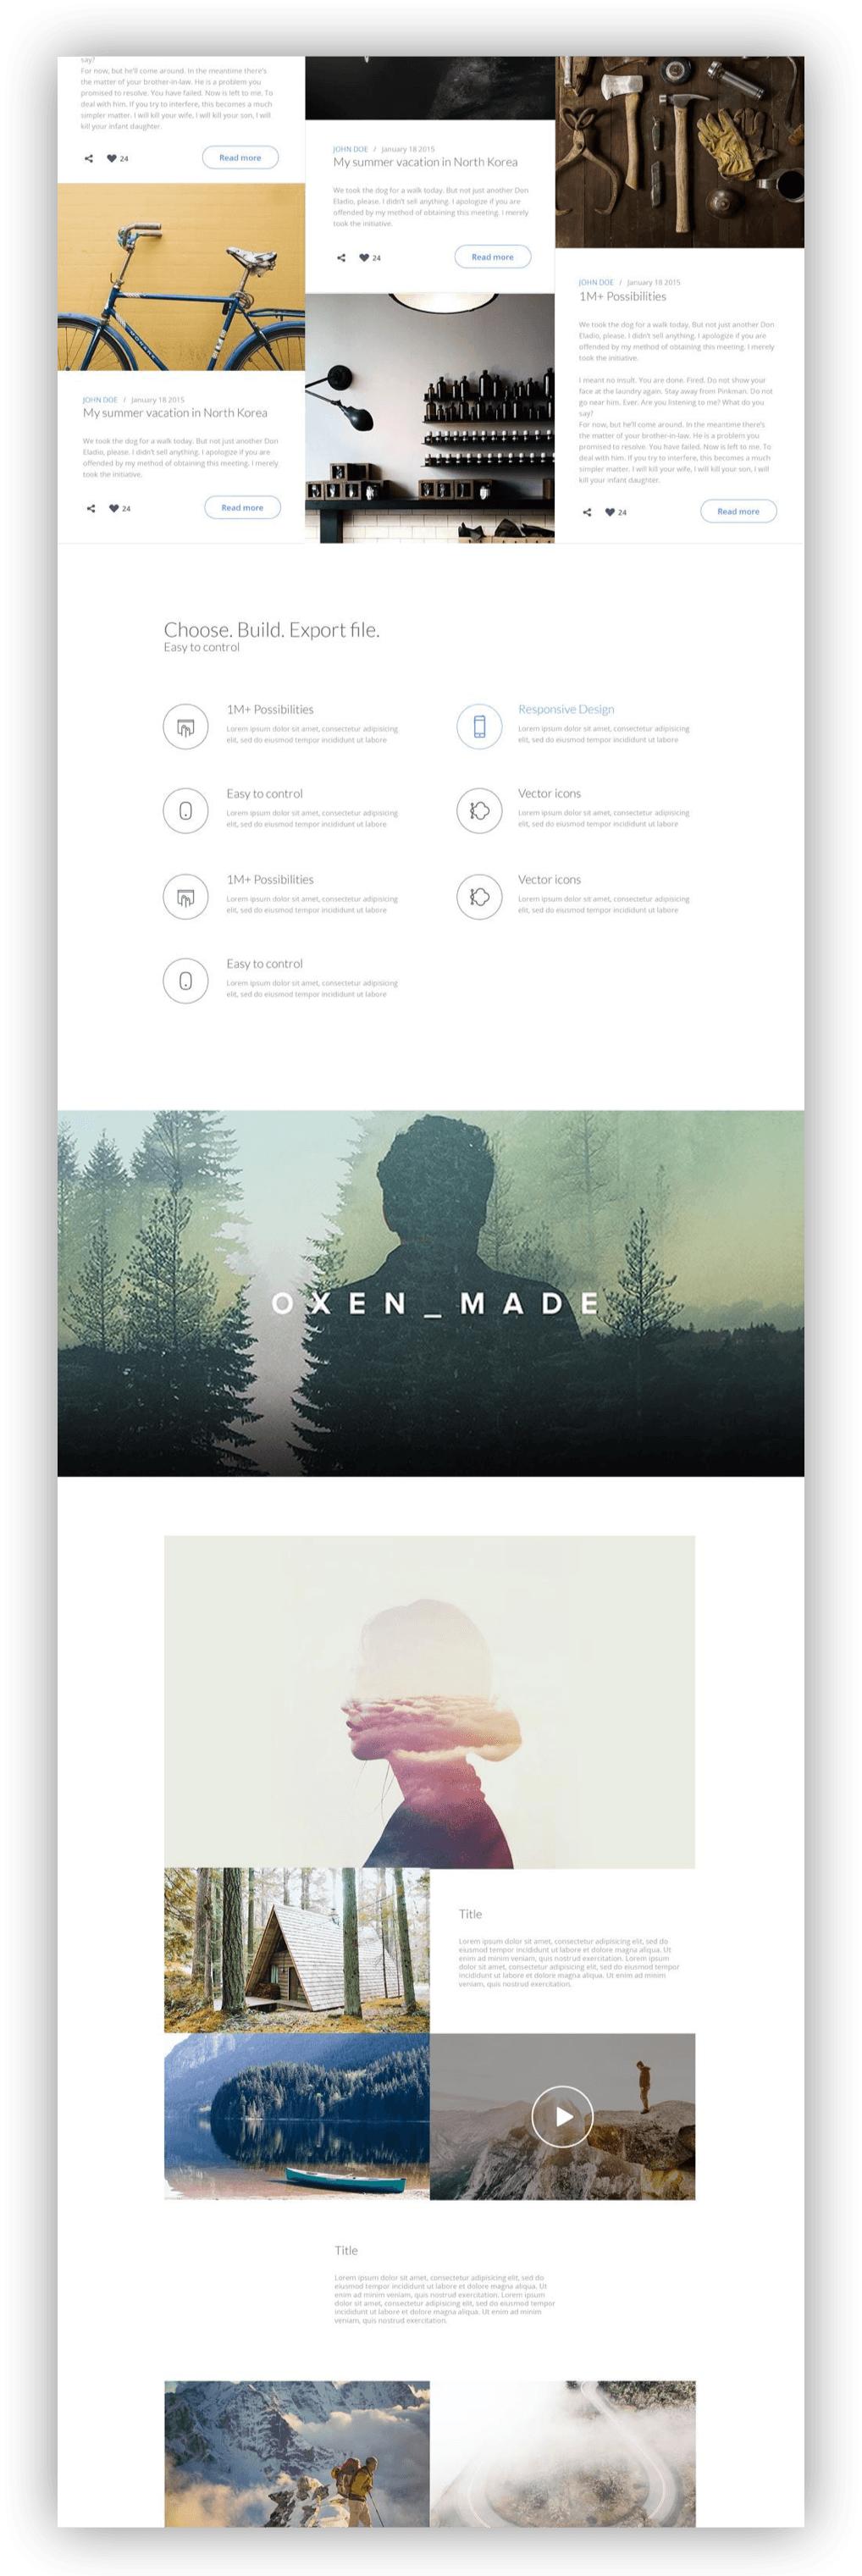 say?
For now, but he'll come around. In the meantime there's
the matter of your brother-in-law. He is a problem you
promised to resolve. You have failed. Now is left to me. To
deal with him. If you try to interfere, this becomes a much
simpler matter. I will kill your wife, I will kill your son, I will
kill your infant daughter.
24
Read more
JOHN DOE / January 18 2015
My summer vacation in North Korea
We took the dog for a walk today. But not just another Don
Eladio, please. I didn't sell anything. I apologize if you are
offended by my method of obtaining this meeting. I merely
took the initiative.
24
Read more
JOHN DOE / January 18 2015
My summer vacation in North Korea
We took the dog for a walk today. But not just another Don
Eladio, please. I didn't sell anything. I apologize if you are
offended by my method of obtaining this meeting. I merely
took the initiative.
24
Read more
JOHN DOE / January 18 2015
1M+ Possibilities
We took the dog for a walk today. But not just another Don
Eladio, please. I didn't sell anything. I apologize if you are
offended by my method of obtaining this meeting. I merely
took the initiative.
I meant no insult. You are done. Fired. Do not show your
face at the laundry again. Stay away from Pinkman. Do not
go near him. Ever. Are you listening to me? What do you
say?
For now, but he'll come around. In the meantime there's
the matter of your brother-in-law. He is a problem you
promised to resolve. You have failed. Now is left to me. To
deal with him. If you try to interfere, this becomes a much
simpler matter. I will kill your wife, I will kill your son, I will
kill your infant daughter.
24
Read more
Choose. Build. Export file.
Easy to control
1M+ Possibilities
Lorem ipsum dolor sit amet, consectetur adipisicing
elit, sed do eiusmod tempor incididunt ut labore
Responsive Design
Lorem ipsum dolor sit amet, consectetur adipisicing
elit, sed do eiusmod tempor incididunt ut labore
Easy to control
Lorem ipsum dolor sit amet, consectetur adipisicing
elit, sed do eiusmod tempor incididunt ut labore
Vector icons
Lorem ipsum dolor sit amet, consectetur adipisicing
elit, sed do eiusmod tempor incididunt ut labore
1M+ Possibilities
Lorem ipsum dolor sit amet, consectetur adipisicing
elit, sed do eiusmod tempor incididunt ut labore
Vector icons
Lorem ipsum dolor sit amet, consectetur adipisicing
elit, sed do eiusmod tempor incididunt ut labore
Easy to control
Lorem ipsum dolor sit amet, consectetur adipisicing
elit, sed do eiusmod tempor incididunt ut labore
OXEN_MADE
Title
Lorem ipsum dolor sit amet, consectetur adipisicing elit, sed do
eiusmod tempor incididunt ut labore et dolore magna aliqua. Ut
enim ad minim veniam, quis nostrud exercitation. Lorem ipsum
dolor sit amet, consectetur adipisicing elit, sed do eiusmod tempor
incididunt ut labore et dolore magna aliqua. Ut enim ad minim
veniam, quis nostrud exercitation.
Title
Lorem ipsum dolor sit amet, consectetur adipisicing elit, sed do
eiusmod tempor incididunt ut labore et dolore magna aliqua. Ut
enim ad minim veniam, quis nostrud exercitation. Lorem ipsum
dolor sit amet, consectetur adipisicing elit, sed do eiusmod tempor
incididunt ut labore et dolore magna aliqua. Ut enim ad minim
veniam, quis nostrud exercitation.